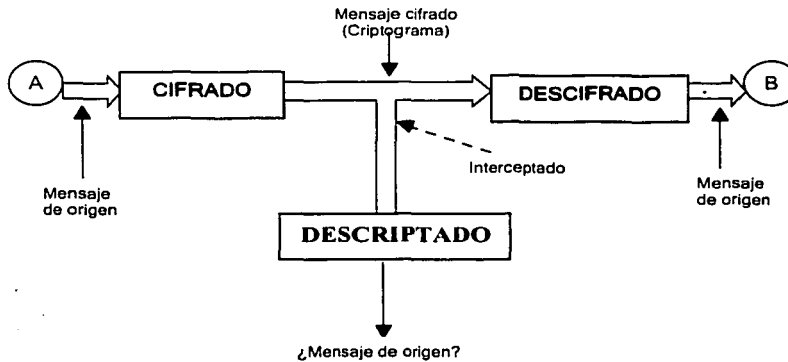 Mensaje cifrado
(Criptograma)
A
CIFRADO
DESCIFRADO
B
Interceptado
Mensaje
de origen
Mensaje
de origen
DESCRIPTADO
¿Mensaje de origen?